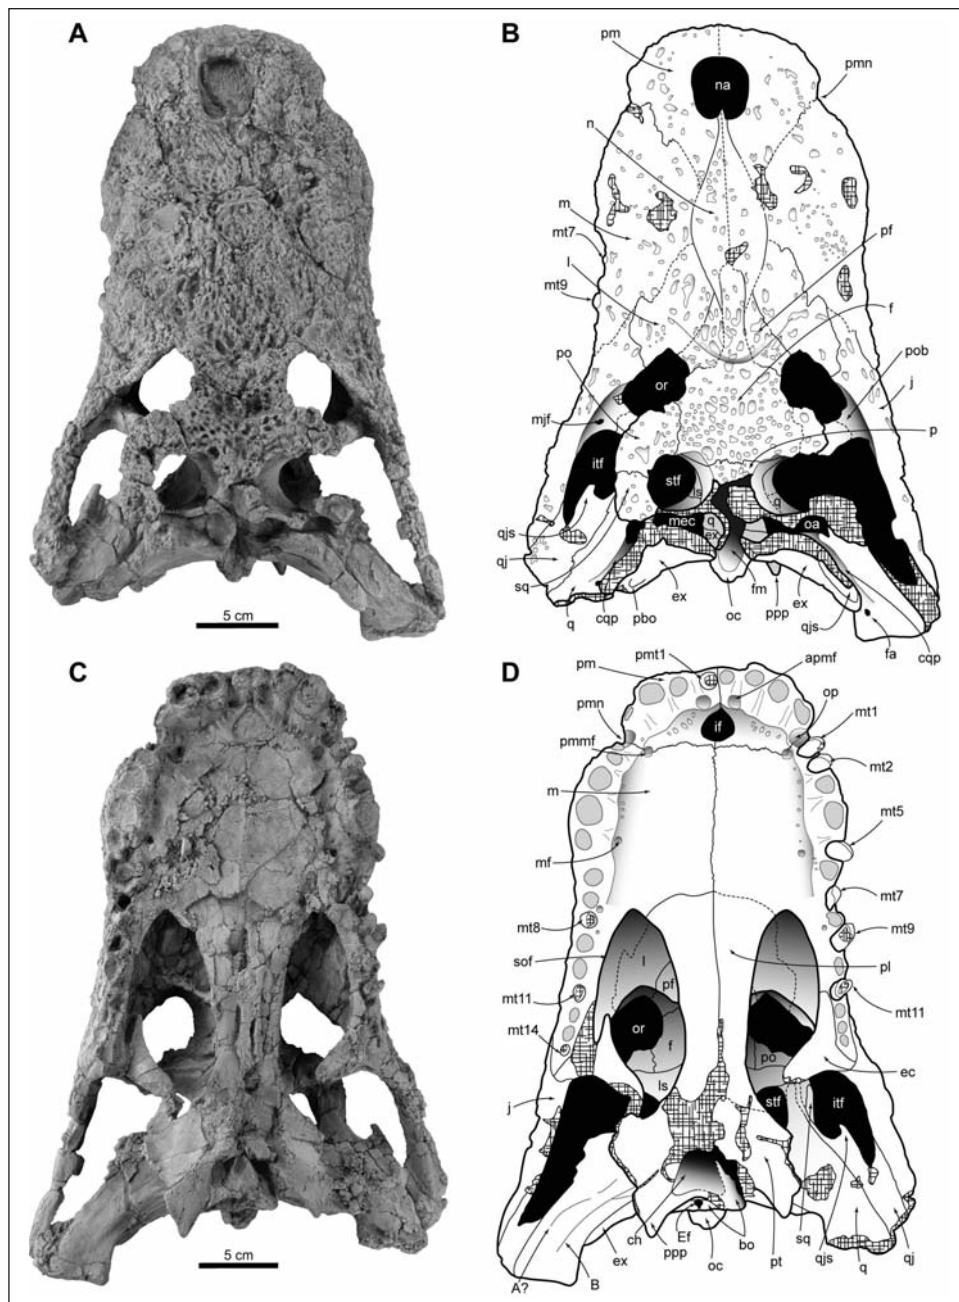 A
5 cm
B
pm
pmn
na
n
m
mt7
l
mt9
pf
f
po
pob
or
j
mjf
p
itf
stf
ls
q
mec
q
oa
ex
qjs
qj
sq
q
cqp
pbo
ex
oc
fm
ppp
ex
qjs
fa
cqp
C
5 cm
D
pmt1
apmf
pm
op
pmn
mt1
if
pmmf
mt2
m
mt5
mf
mt7
mt8
mt9
sof
l
pl
pf
mt11
mt11
or
mt14
f
po
ls
ec
j
stf
itf
ch
Ef
bo
pt
sq
q
qj
A?
B
ex
ppp
oc
qjs